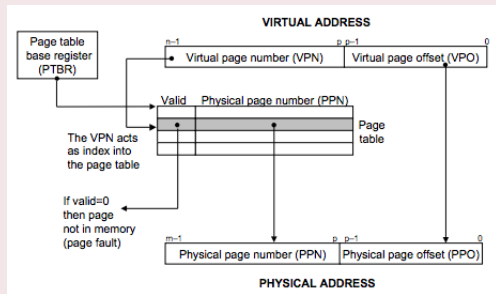 VIRTUAL ADDRESS
n–1 p p–1 0
Page table
base register
(PTBR)
Virtual page number (VPN) Virtual page offset (VPO)
Valid Physical page number (PPN)
The VPN acts
as index into
the page table
Page
table
If valid=0
then page
not in memory
(page fault)
m–1 p p–1 0
Physical page number (PPN) Physical page offset (PPO)
PHYSICAL ADDRESS